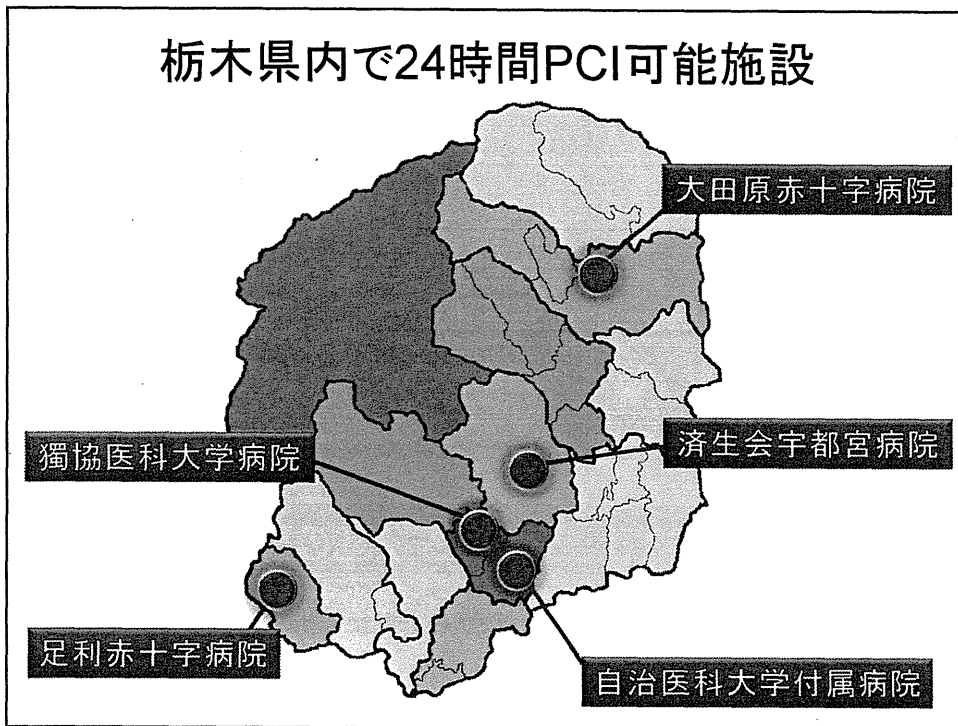 栃木県内で24時間PCI可能施設
大田原赤十字病院
獨協医科大学病院
済生会宇都宮病院
足利赤十字病院
自治医科大学付属病院